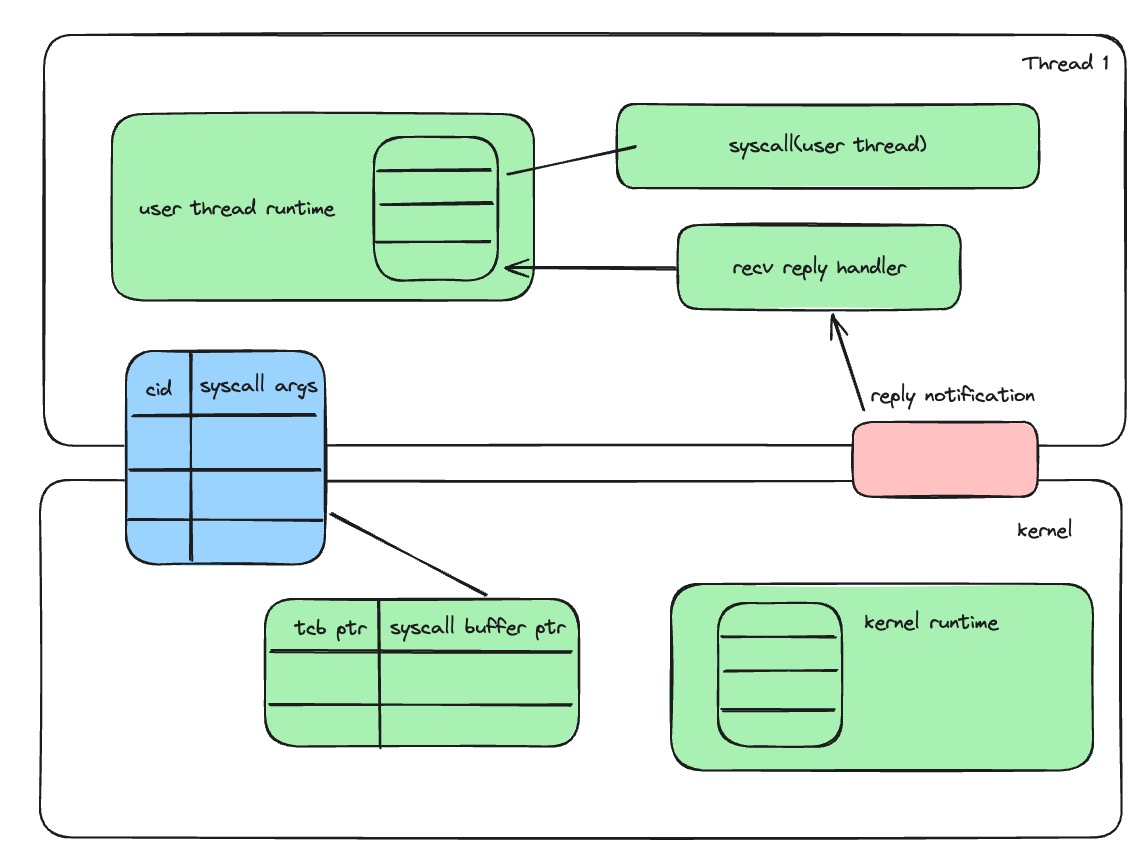 Thread 1
syscall(user thread)
user thread runtime
recv reply handler
cid
syscall args
reply notification
kernel
tcb ptr
syscall buffer ptr
kernel runtime